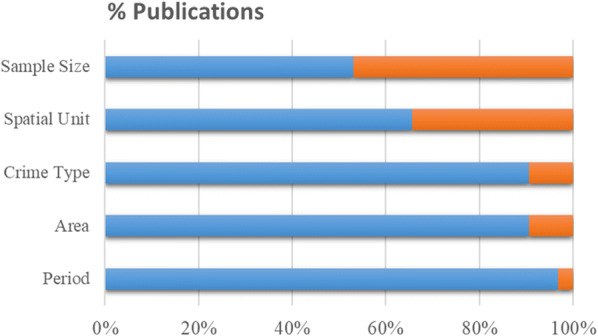 % Publications
Sample Size
Spatial Unit
Crime Type
Area
Period
0% 20% 40% 60% 80% 100%